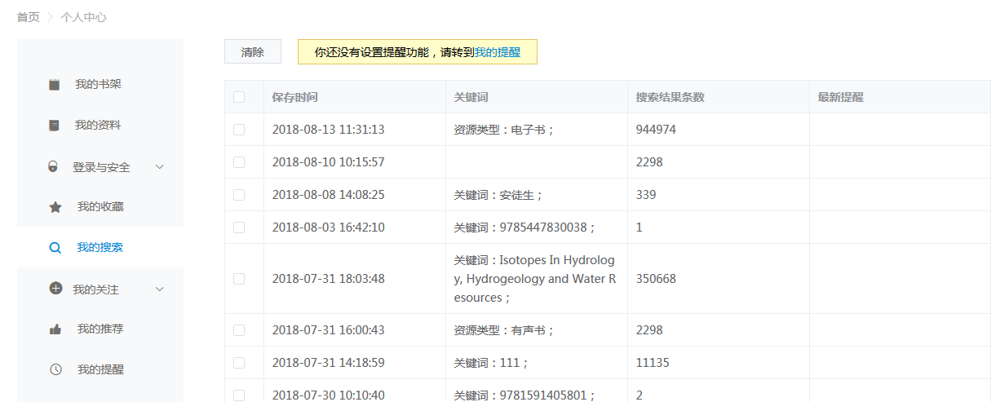 首页 > 个人中心
我的书架
我的资料
登录与安全
我的收藏
我的搜索
我的关注
我的推荐
我的提醒
清除 你还没有设置提醒功能，请转到我的提醒
保存时间 关键词 搜索结果条数 最新提醒
2018-08-13 11:31:13 资源类型：电子书； 944974
2018-08-10 10:15:57 2298
2018-08-08 14:08:25 关键词：安徒生； 339
2018-08-03 16:42:10 关键词：9785447830038； 1
关键词：Isotopes In Hydrolog
2018-07-31 18:03:48 y, Hydrogeology and Water R 350668
esources；
2018-07-31 16:00:43 资源类型：有声书； 2298
2018-07-31 14:18:59 关键词：111； 11135
2018-07-30 10:10:40 关键词：9781591405801； 2